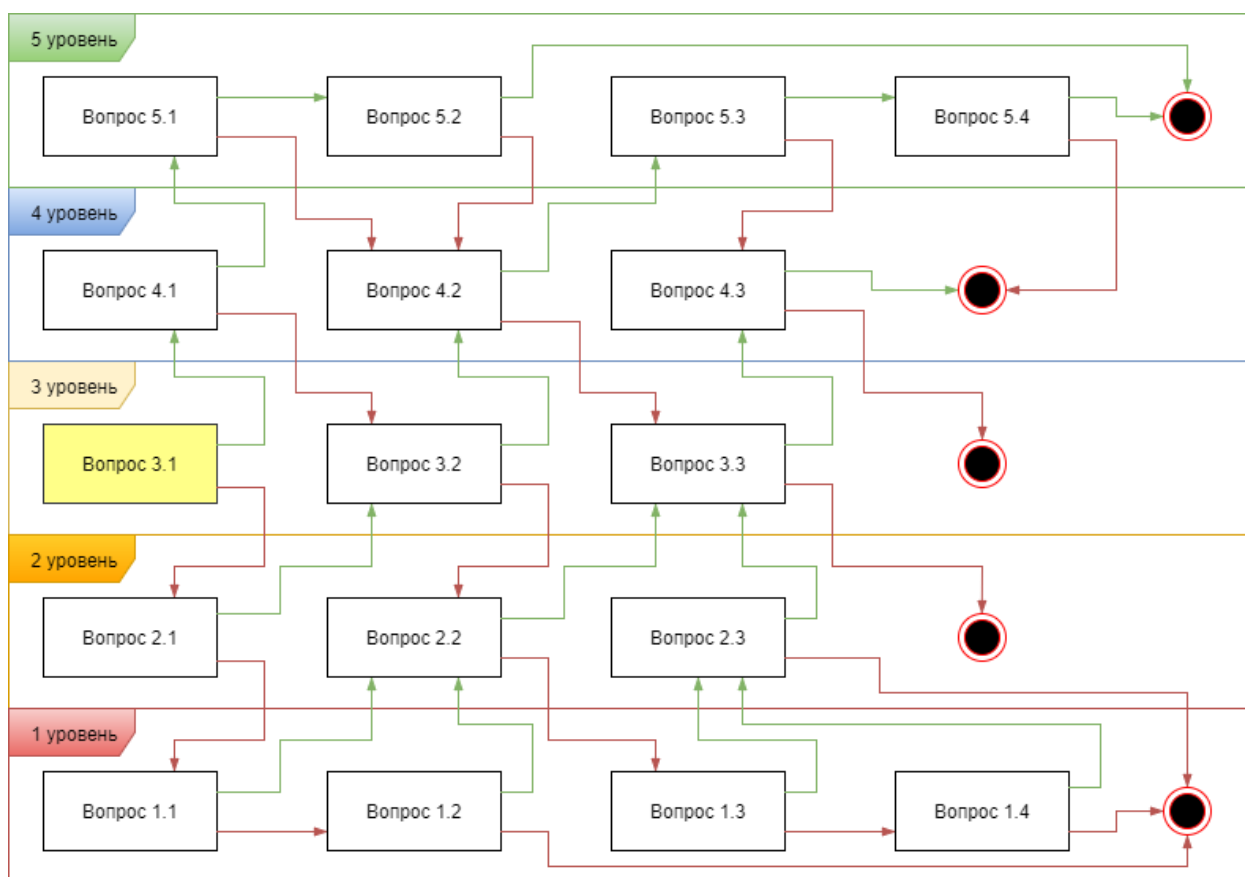 5 уровень
Вопрос 5.1
Вопрос 5.2
Вопрос 5.3
Вопрос 5.4
4 уровень
Вопрос 4.1
Вопрос 4.2
Вопрос 4.3
3 уровень
Вопрос 3.1
Вопрос 3.2
Вопрос 3.3
2 уровень
Вопрос 2.1
Вопрос 2.2
Вопрос 2.3
1 уровень
Вопрос 1.1
Вопрос 1.2
Вопрос 1.3
Вопрос 1.4